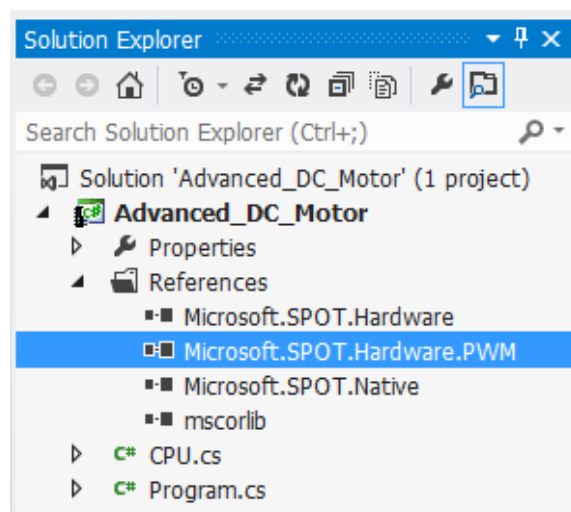 Solution Explorer
Search Solution Explorer (Ctrl+;)
Solution 'Advanced_DC_Motor' (1 project)
C# Advanced_DC_Motor
Properties
References
Microsoft.SPOT.Hardware
Microsoft.SPOT.Hardware.PWM
Microsoft.SPOT.Native
mscorlib
C# CPU.cs
C# Program.cs